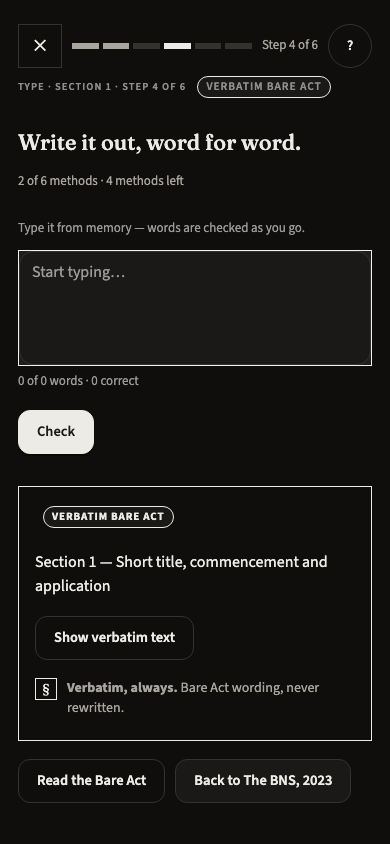 Step 4 of 6
?
TYPE · SECTION 1 · STEP 4 OF 6 VERBATIM BARE ACT
Write it out, word for word.
2 of 6 methods · 4 methods left
Type it from memory — words are checked as you go.
Start typing…
0 of 0 words · 0 correct
Check
VERBATIM BARE ACT
Section 1 — Short title, commencement and
application
Show verbatim text
§ Verbatim, always. Bare Act wording, never
rewritten.
Read the Bare Act
Back to The BNS, 2023